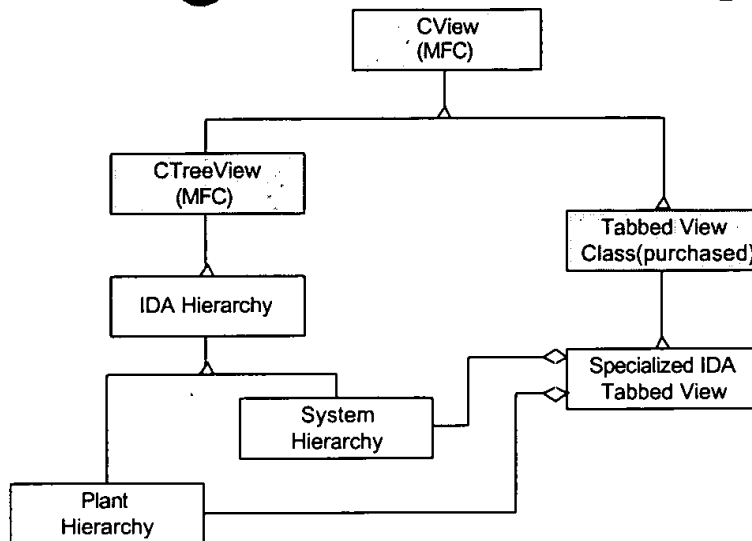 CView
(MFC)
CTreeView
(MFC)
Tabbed View
Class(purchased)
IDA Hierarchy
Specialized IDA
Tabbed View
System
Hierarchy
Plant
Hierarchy